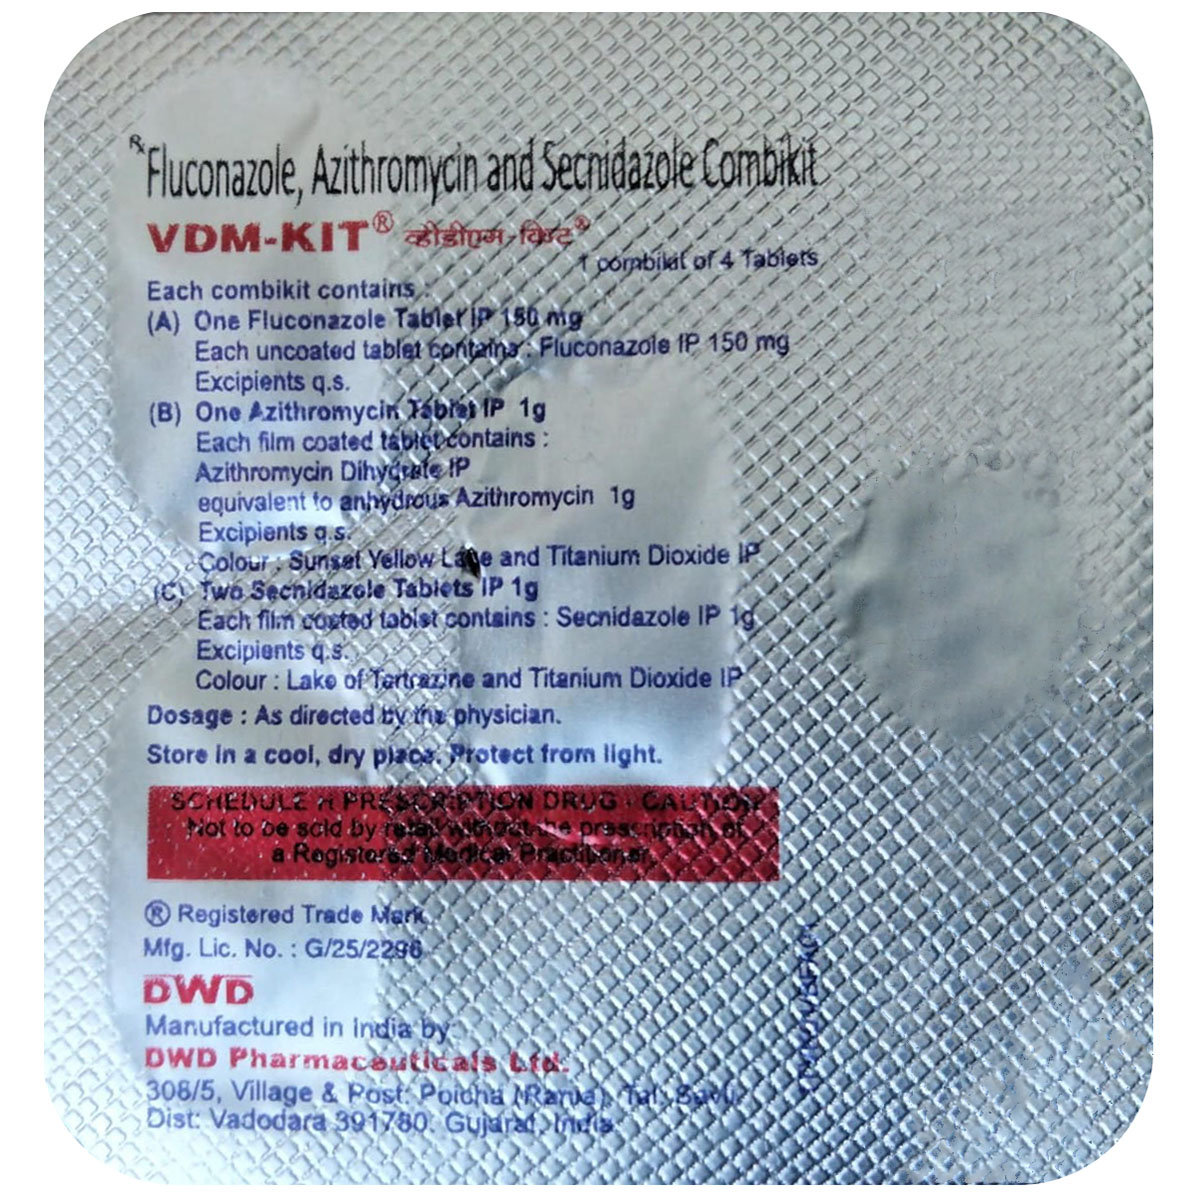 Rx
Fluconazole, Azithromycin and Secnidazole Combikit
VDM-KIT® व्हीडीएम-किट®
1 combikit of 4 Tablets
Each combikit contains :
(A) One Fluconazole Tablet IP 150 mg
Each uncoated tablet contains : Fluconazole IP 150 mg
Excipients q.s.
(B) One Azithromycin Tablet IP 1g
Each film coated tablet contains :
Azithromycin Dihydrate IP
equivalent to anhydrous Azithromycin 1g
Excipients q.s.
Colour : Sunset Yellow Lake and Titanium Dioxide IP
(C) Two Secnidazole Tablets IP 1g
Each film coated tablet contains : Secnidazole IP 1g
Excipients q.s.
Colour : Lake of Tartrazine and Titanium Dioxide IP
Dosage : As directed by the physician.
Store in a cool, dry place. Protect from light.
SCHEDULE H PRESCRIPTION DRUG - CAUTION
Not to be sold by retail without the prescription of
a Registered Medical Practitioner.
® Registered Trade Mark
Mfg. Lic. No. : G/25/2296
DWD
Manufactured in India by
DWD Pharmaceuticals Ltd.
306/5, Village & Post: Poicha (Rania), Tal: Savli,
Dist: Vadodara 391780. Gujarat, India